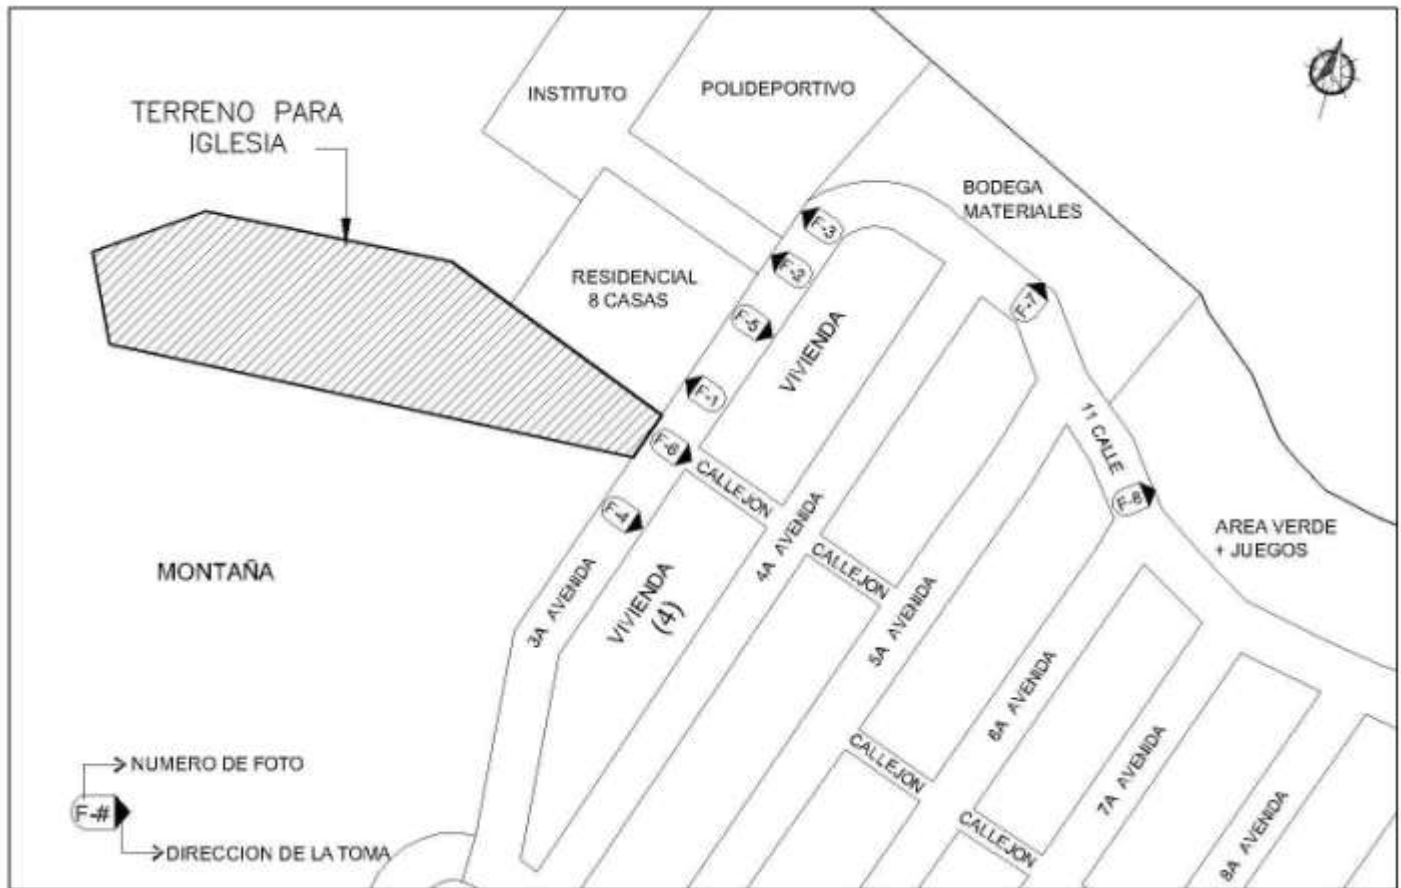 INSTITUTO
POLIDEPORTIVO
TERRENO PARA
IGLESIA
BODEGA
MATERIALES
F-3
F-3
RESIDENCIAL
8 CASAS
F-5
F-7
VIVIENDA
F-1
11 CALLE
F-6
CALLEJON
F-8
F-4
4A AVENIDA
AREA VERDE
+ JUEGOS
CALLEJON
MONTAÑA
3A AVENIDA
VIVIENDA
(4)
5A AVENIDA
6A AVENIDA
CALLEJON
7A AVENIDA
NUMERO DE FOTO
F-#
CALLEJON
8A AVENIDA
DIRECCION DE LA TOMA